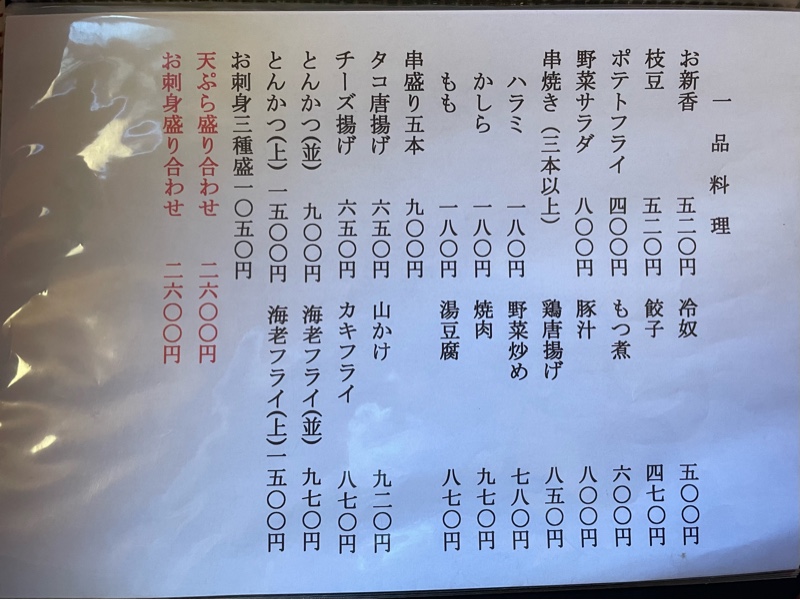 一品料理
お新香 五二〇円 冷奴 五〇〇円
枝豆 五二〇円 餃子 四七〇円
ポテトフライ 四〇〇円 もつ煮 六〇〇円
野菜サラダ 八〇〇円 豚汁 八〇〇円
串焼き（三本以上） 鶏唐揚げ 八五〇円
ハラミ 一八〇円 野菜炒め 七八〇円
かしら 一八〇円 焼肉 九七〇円
もも 一八〇円 湯豆腐 八七〇円
串盛り五本 九〇〇円
タコ唐揚げ 六五〇円 山かけ 九二〇円
チーズ揚げ 六五〇円 カキフライ 八七〇円
とんかつ(並) 九〇〇円 海老フライ(並) 九七〇円
とんかつ(上) 一五〇〇円 海老フライ(上)一五〇〇円
お刺身三種盛一〇五〇円
天ぷら盛り合わせ 二六〇〇円
お刺身盛り合わせ 二六〇〇円